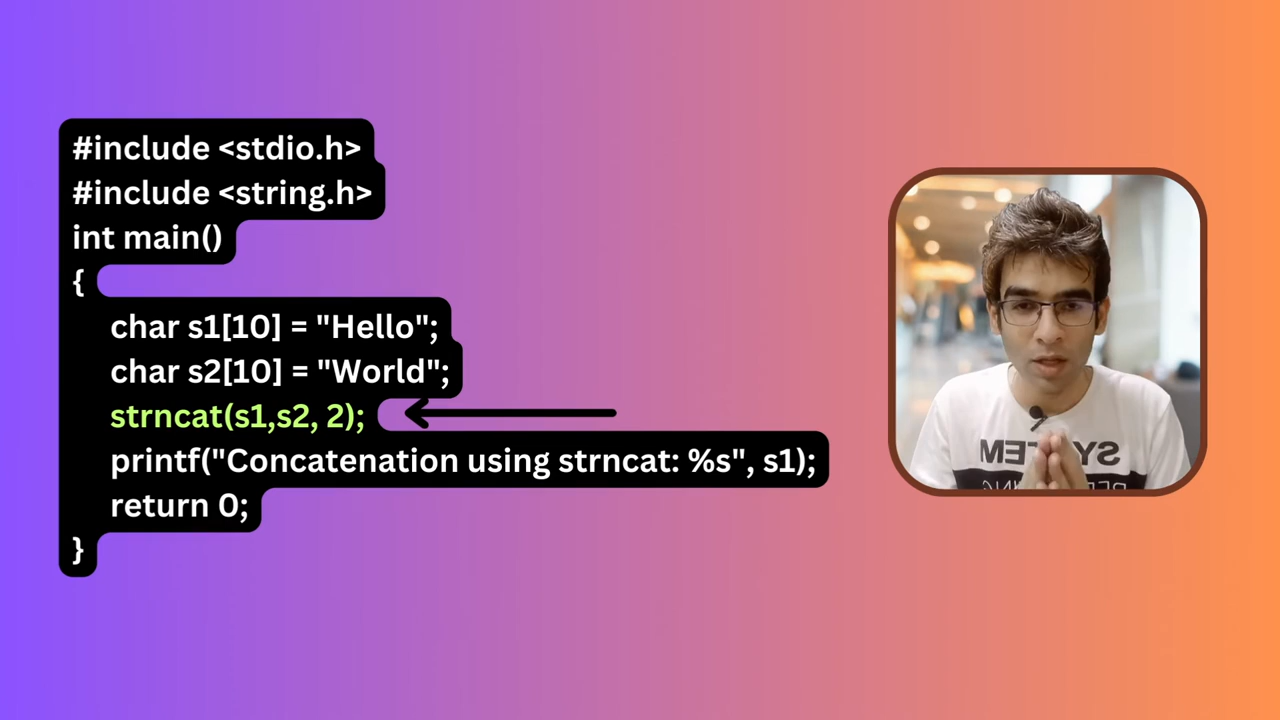 #include <stdio.h>
#include <string.h>
int main()
{
char s1[10] = "Hello";
char s2[10] = "World";
strncat(s1,s2, 2);
printf("Concatenation using strncat: %s", s1);
return 0;
}
SYSTEM